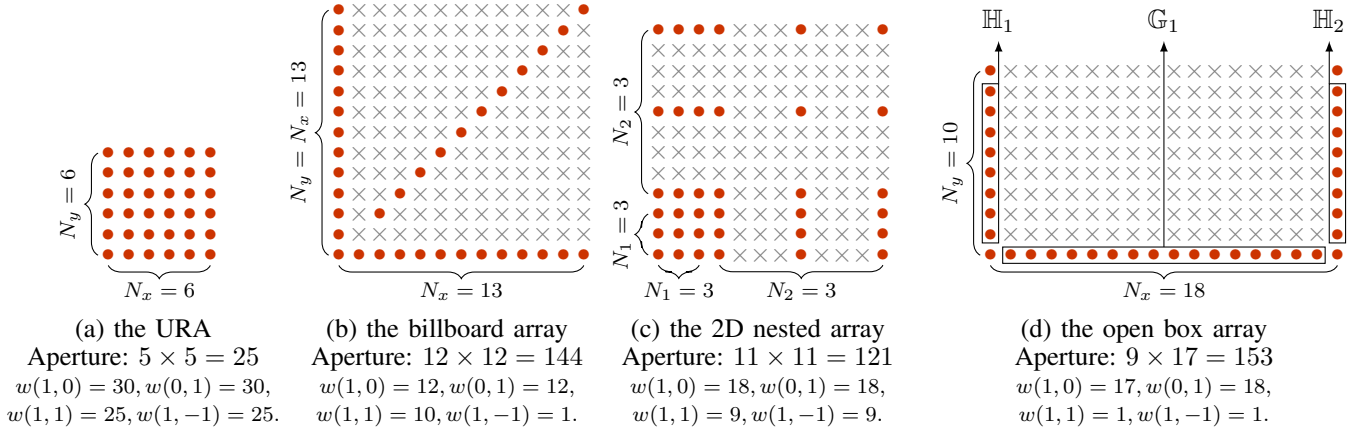 ℍ₁ 𝔾₁ ℍ₂
N_y = 6
N_x = 6
N_y = N_x = 13
N_x = 13
N_2 = 3
N_1 = 3
N_1 = 3 N_2 = 3
N_y = 10
N_x = 18
(a) the URA
Aperture: 5 × 5 = 25
w(1, 0) = 30, w(0, 1) = 30,
w(1, 1) = 25, w(1, −1) = 25.
(b) the billboard array
Aperture: 12 × 12 = 144
w(1, 0) = 12, w(0, 1) = 12,
w(1, 1) = 10, w(1, −1) = 1.
(c) the 2D nested array
Aperture: 11 × 11 = 121
w(1, 0) = 18, w(0, 1) = 18,
w(1, 1) = 9, w(1, −1) = 9.
(d) the open box array
Aperture: 9 × 17 = 153
w(1, 0) = 17, w(0, 1) = 18,
w(1, 1) = 1, w(1, −1) = 1.